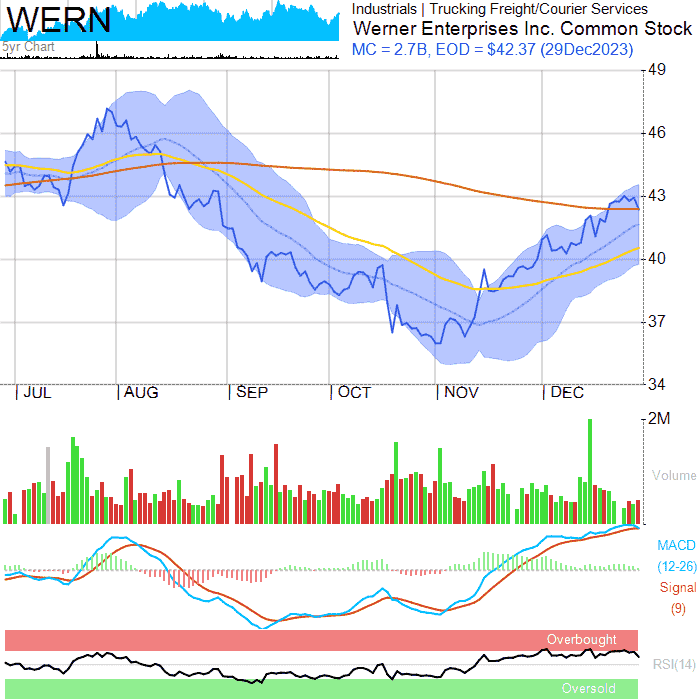 WERN
5yr Chart
Industrials | Trucking Freight/Courier Services
Werner Enterprises Inc. Common Stock
MC = 2.7B, EOD = $42.37 (29Dec2023)
49
46
43
40
37
34
| JUL | AUG | SEP | OCT | NOV | DEC
2M
Volume
MACD
(12-26)
Signal
(9)
Overbought
RSI(14)
Oversold